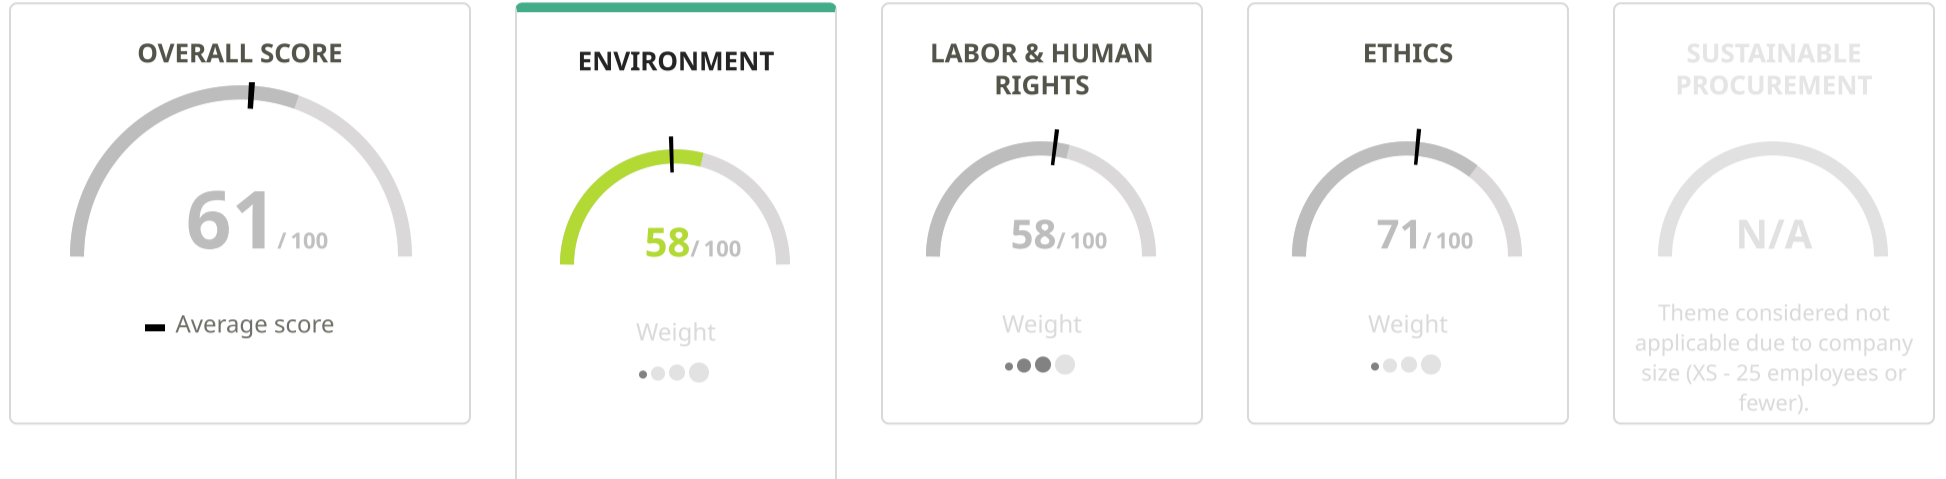 OVERALL SCORE
61/ 100
Average score
ENVIRONMENT
58/ 100
Weight
LABOR & HUMAN
RIGHTS
58/ 100
Weight
ETHICS
71/ 100
Weight
SUSTAINABLE
PROCUREMENT
N/A
Theme considered not
applicable due to company
size (XS - 25 employees or
fewer).